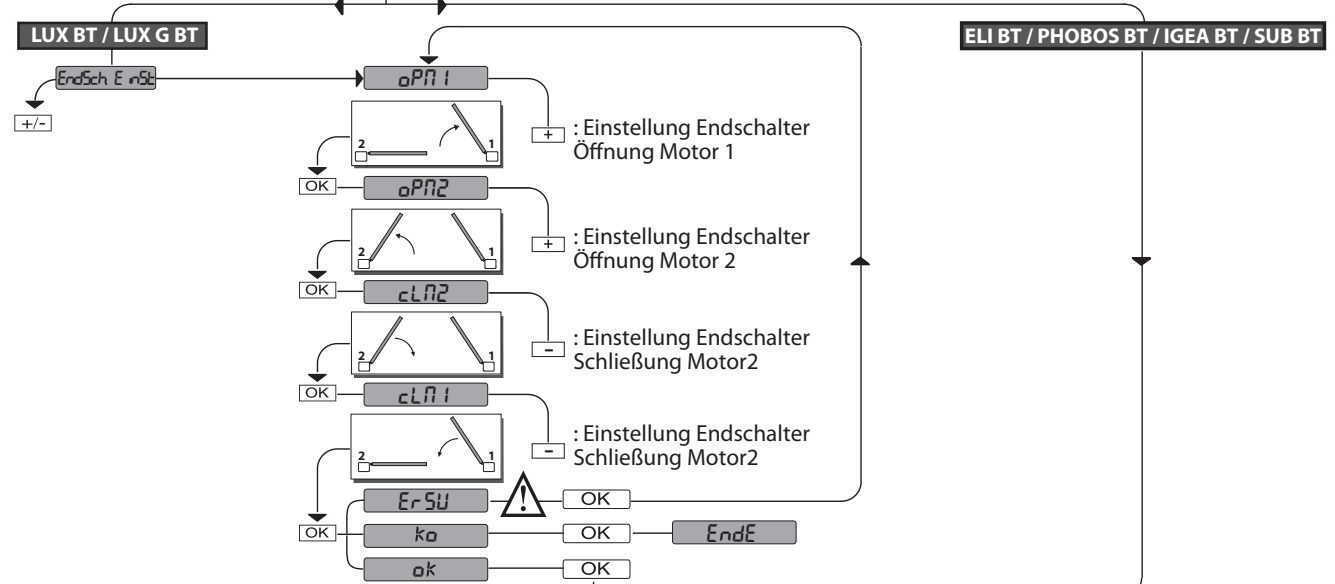 LUX BT / LUX G BT
ELI BT / PHOBOS BT / IGEA BT / SUB BT
EndSch EinSt
+/-
oPM1
+ : Einstellung Endschalter
Öffnung Motor 1
2 1
OK
oPM2
+ : Einstellung Endschalter
Öffnung Motor 2
2 1
OK
cLM2
- : Einstellung Endschalter
Schließung Motor2
2 1
OK
cLM1
- : Einstellung Endschalter
Schließung Motor2
2 1
ErSU ! OK
OK ko OK EndE
ok OK